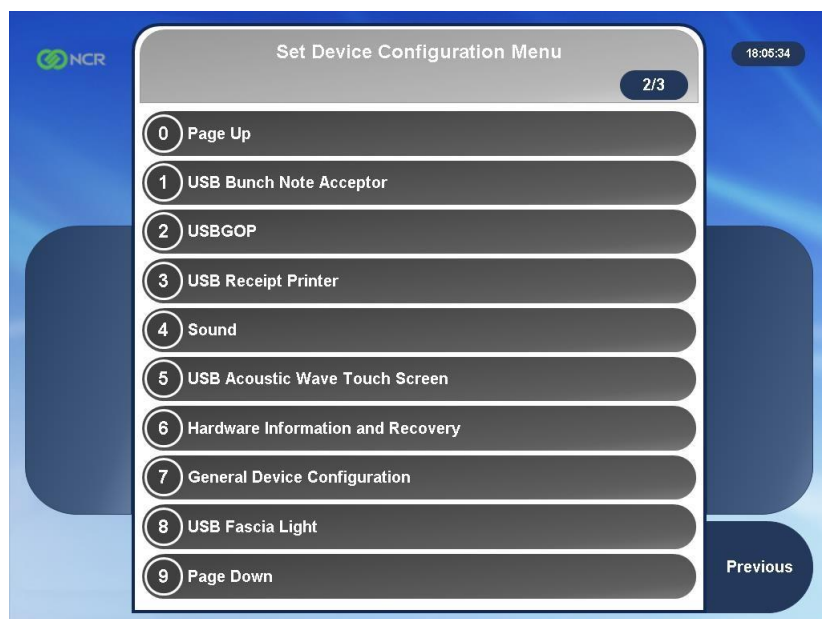 NCR
Set Device Configuration Menu
18:05:34
2/3
0 Page Up
1 USB Bunch Note Acceptor
2 USBGOP
3 USB Receipt Printer
4 Sound
5 USB Acoustic Wave Touch Screen
6 Hardware Information and Recovery
7 General Device Configuration
8 USB Fascia Light
9 Page Down
Previous